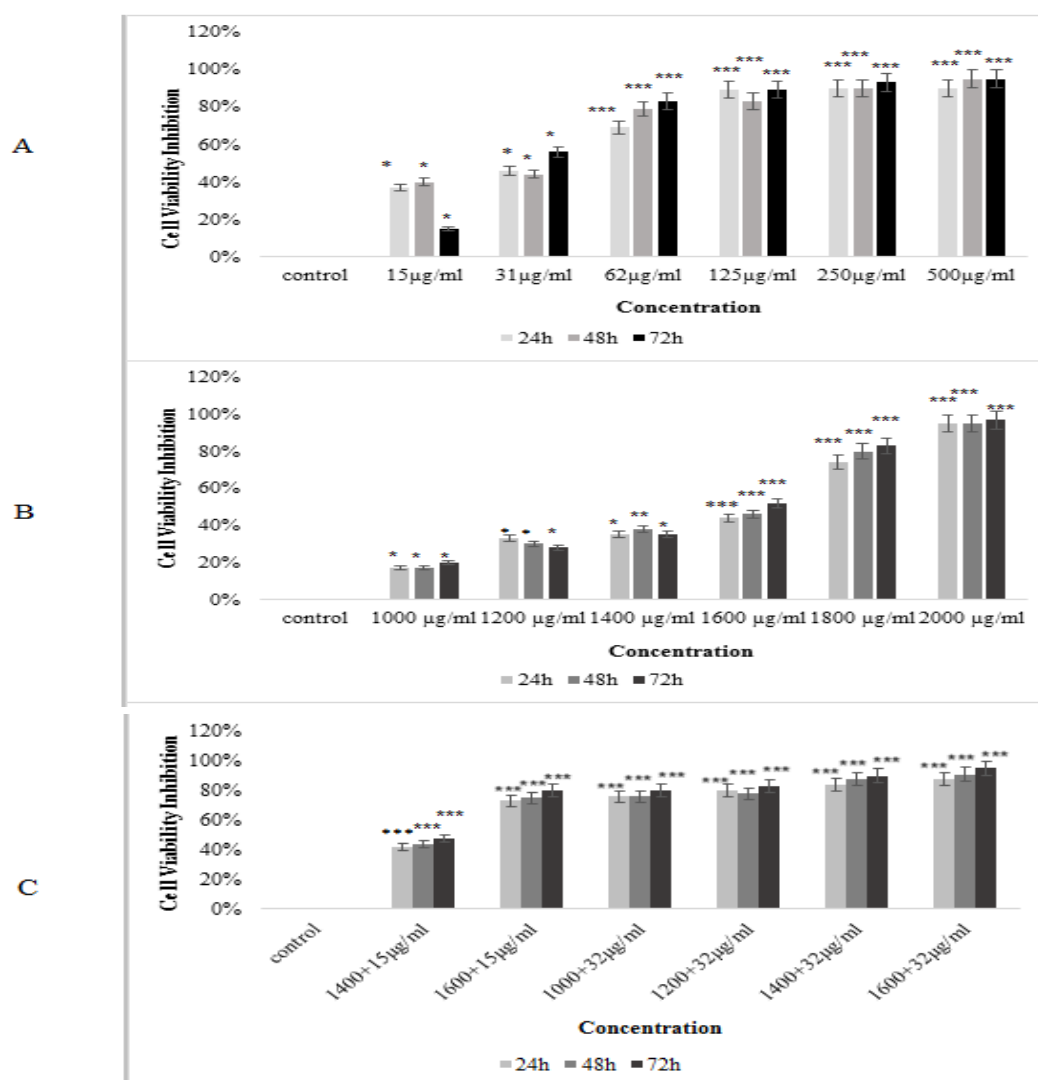 A
Cell Viability Inhibition
120%
100%
80%
60%
40%
20%
0%
* * *
* * *
*** *** ***
*** *** ***
*** *** ***
*** *** ***
control 15µg/ml 31µg/ml 62µg/ml 125µg/ml 250µg/ml 500µg/ml
Concentration
24h 48h 72h
B
Cell Viability Inhibition
120%
100%
80%
60%
40%
20%
0%
* * *
* * *
* ** *
*** *** ***
*** *** ***
*** *** ***
control 1000 µg/ml 1200 µg/ml 1400 µg/ml 1600 µg/ml 1800 µg/ml 2000 µg/ml
Concentration
24h 48h 72h
C
Cell Viability Inhibition
120%
100%
80%
60%
40%
20%
0%
*** *** ***
*** *** ***
*** *** ***
*** *** ***
*** *** ***
*** *** ***
control 1400+15µg/ml 1600+15µg/ml 1000+32µg/ml 1200+32µg/ml 1400+32µg/ml 1600+32µg/ml
Concentration
24h 48h 72h